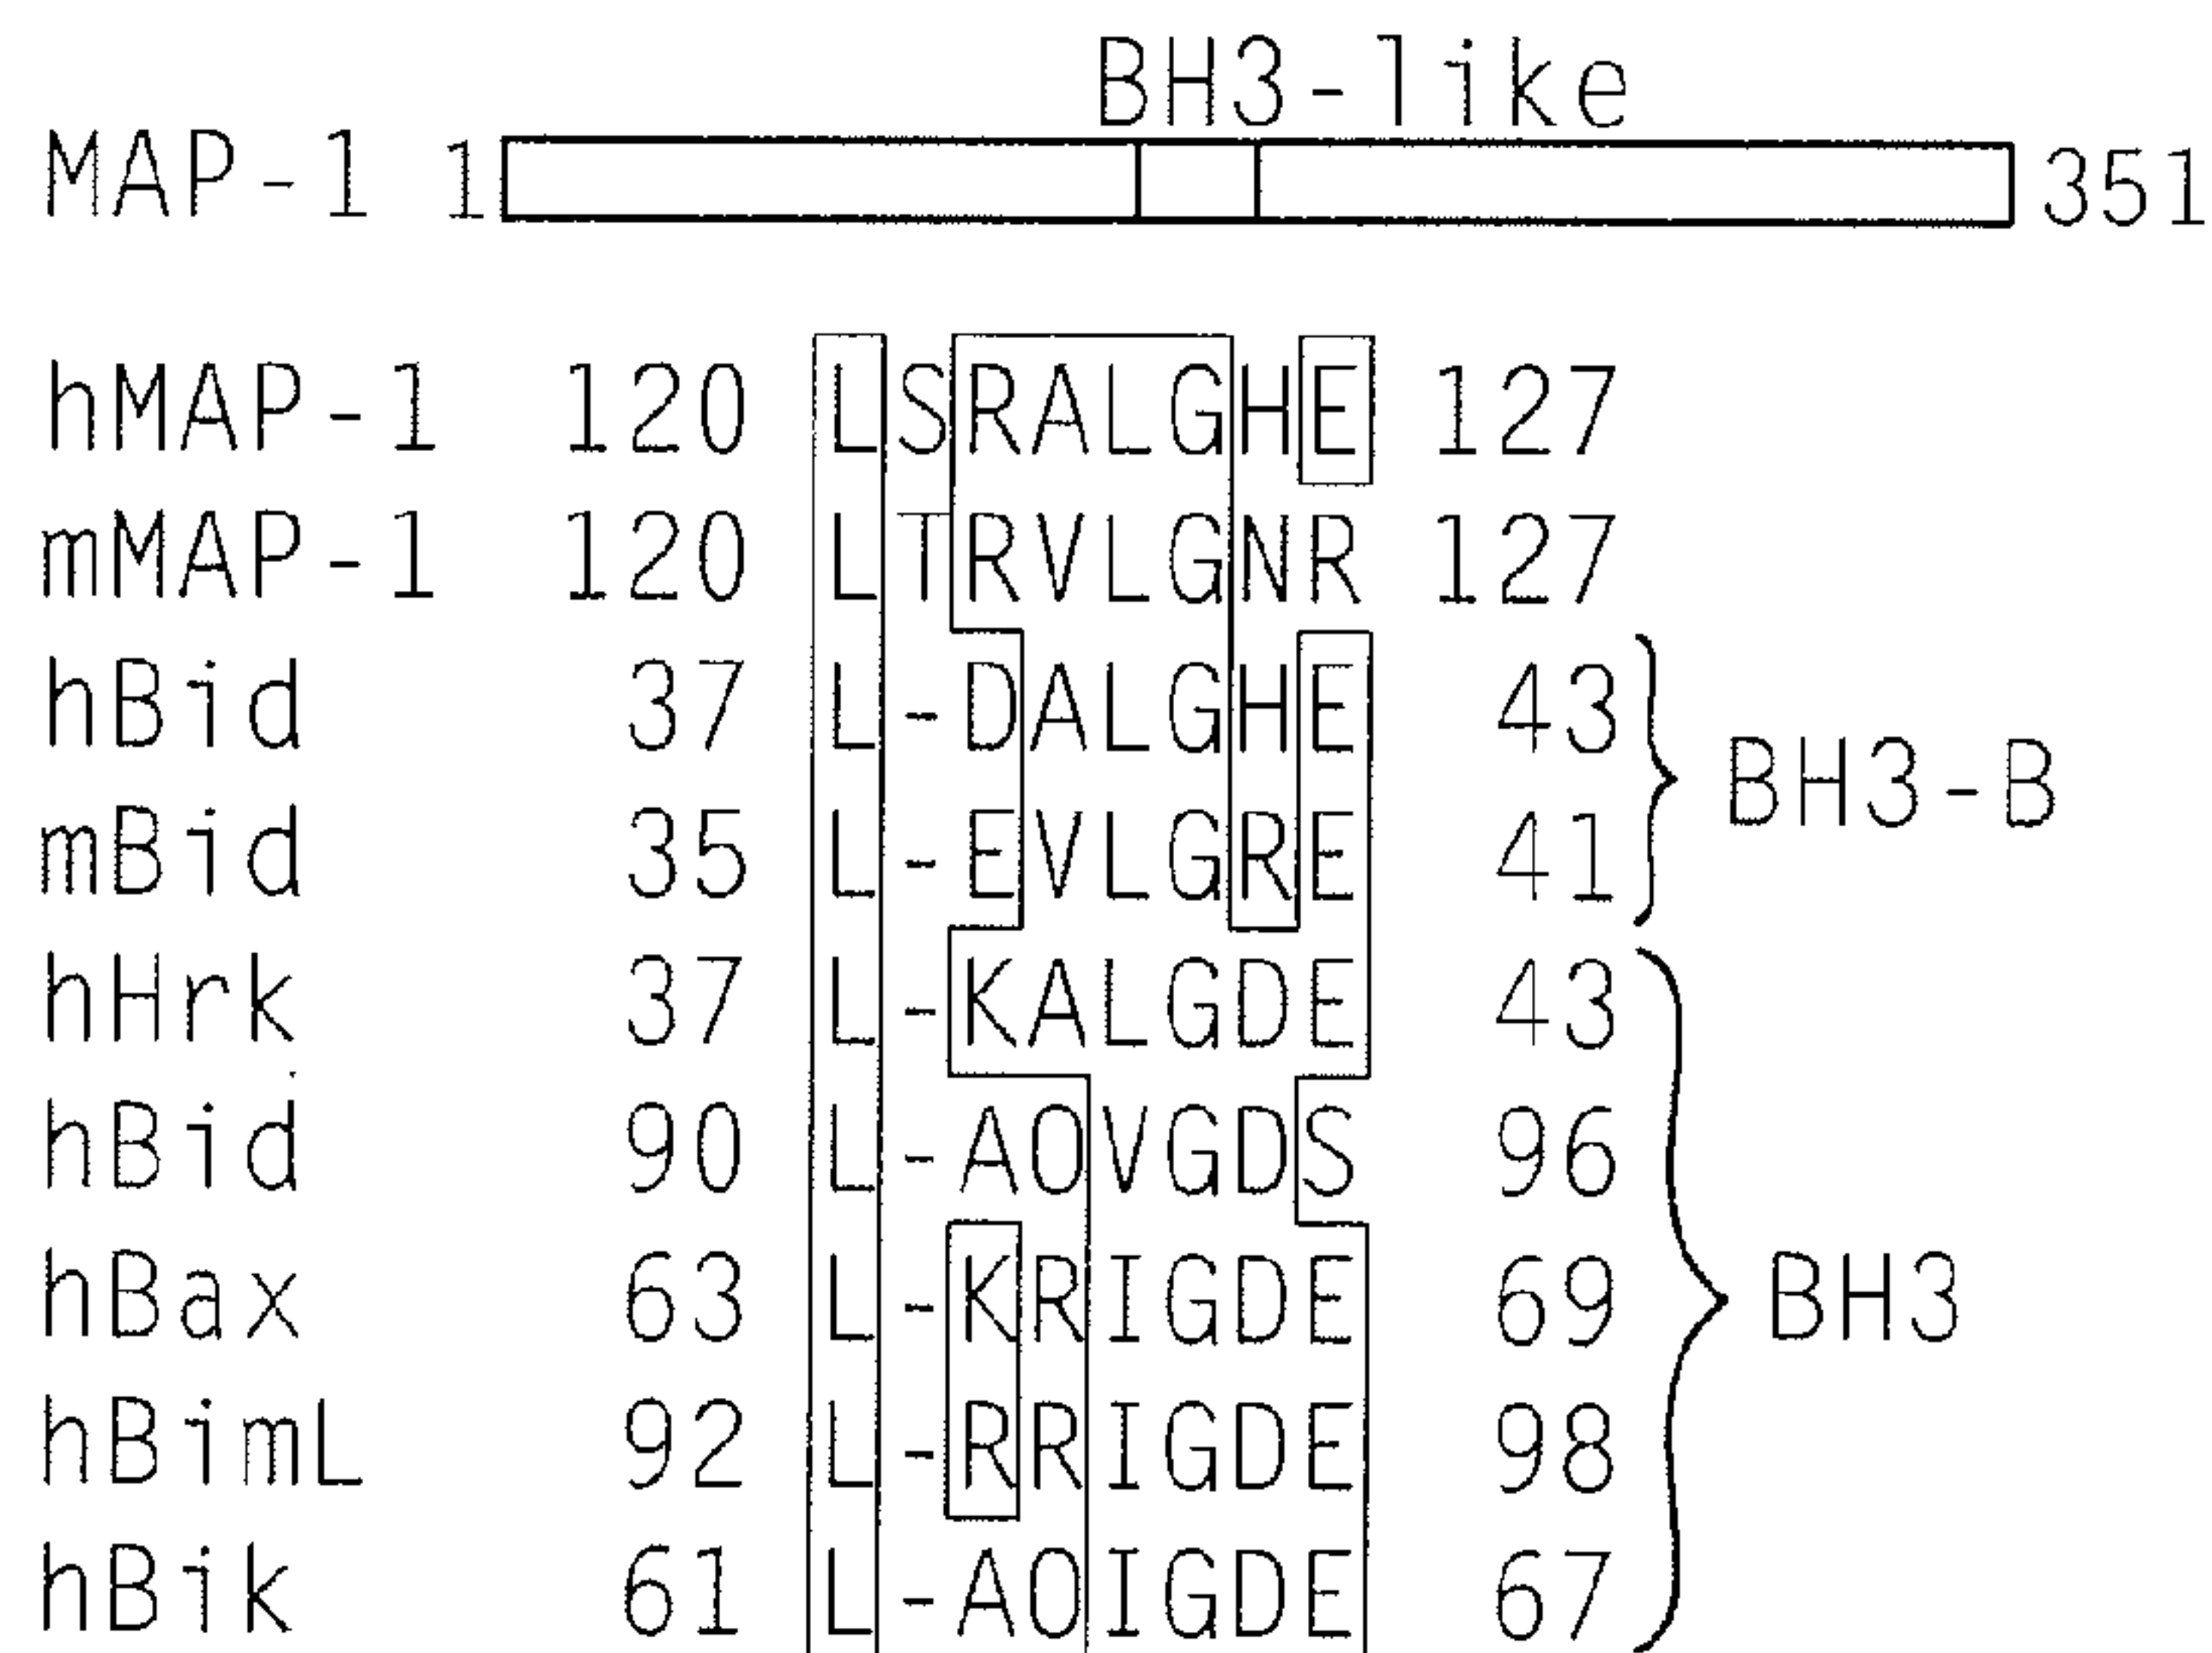 BH3-like
MAP-1 1 351
hMAP-1 120 LSRALGHE 127
mMAP-1 120 LTRVLGNR 127
hBid 37 L-DALGHE 43
mBid 35 L-EVLGRE 41
BH3-B
hHrk 37 L-KALGDE 43
hBid 90 L-AOVGDS 96
hBax 63 L-KRIGDE 69
BH3
hBimL 92 L-RRIGDE 98
hBik 61 L-AOIGDE 67